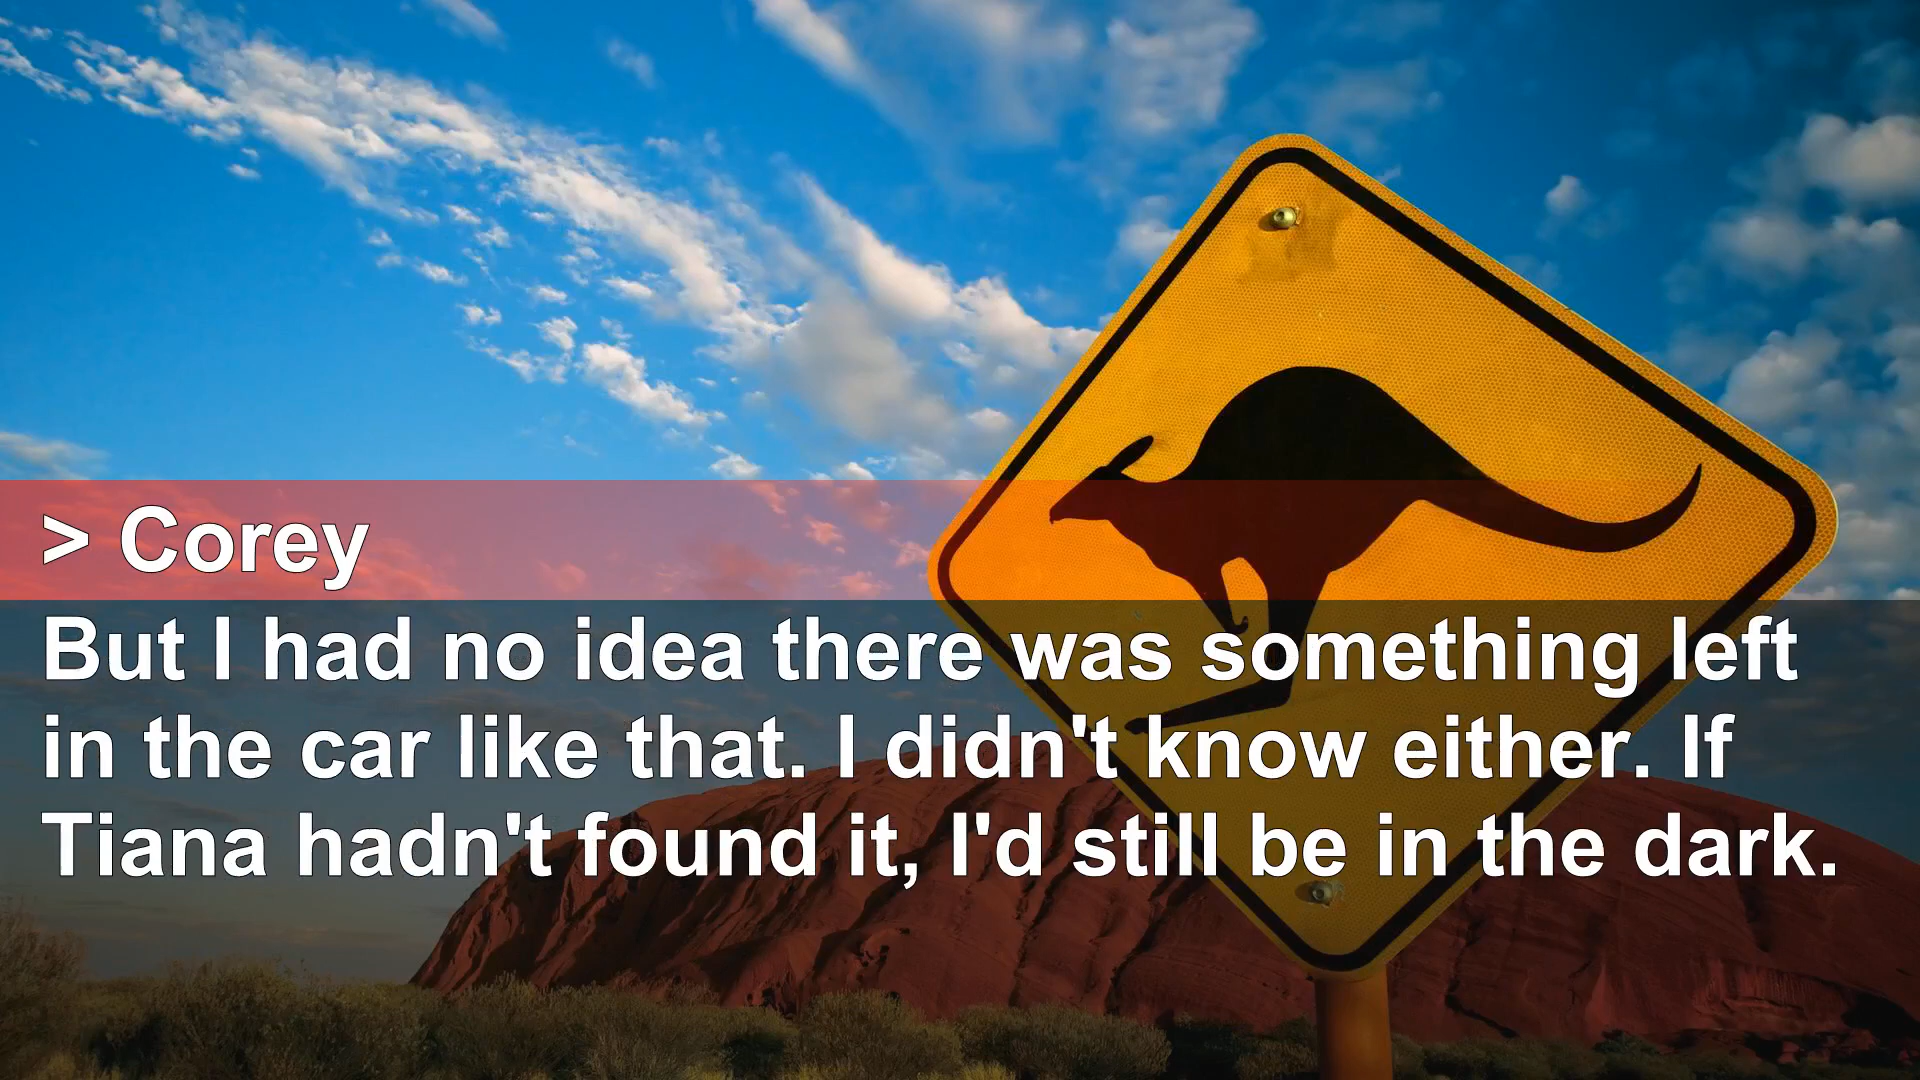 > Corey
But I had no idea there was something left
in the car like that. I didn't know either. If
Tiana hadn't found it, I'd still be in the dark.